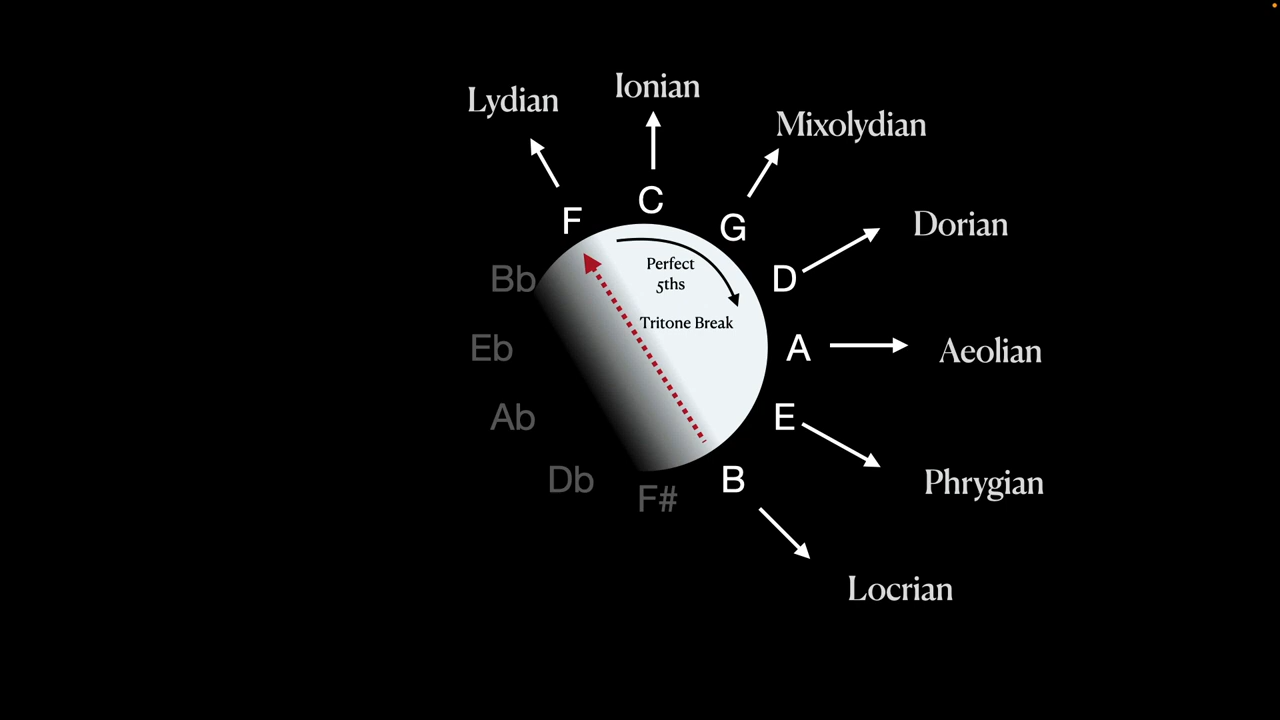 Lydian
Ionian
Mixolydian
F
C
G
Dorian
Bb
D
Perfect
5ths
Tritone Break
Eb
A
Aeolian
Ab
E
Phrygian
Db
F#
B
Locrian